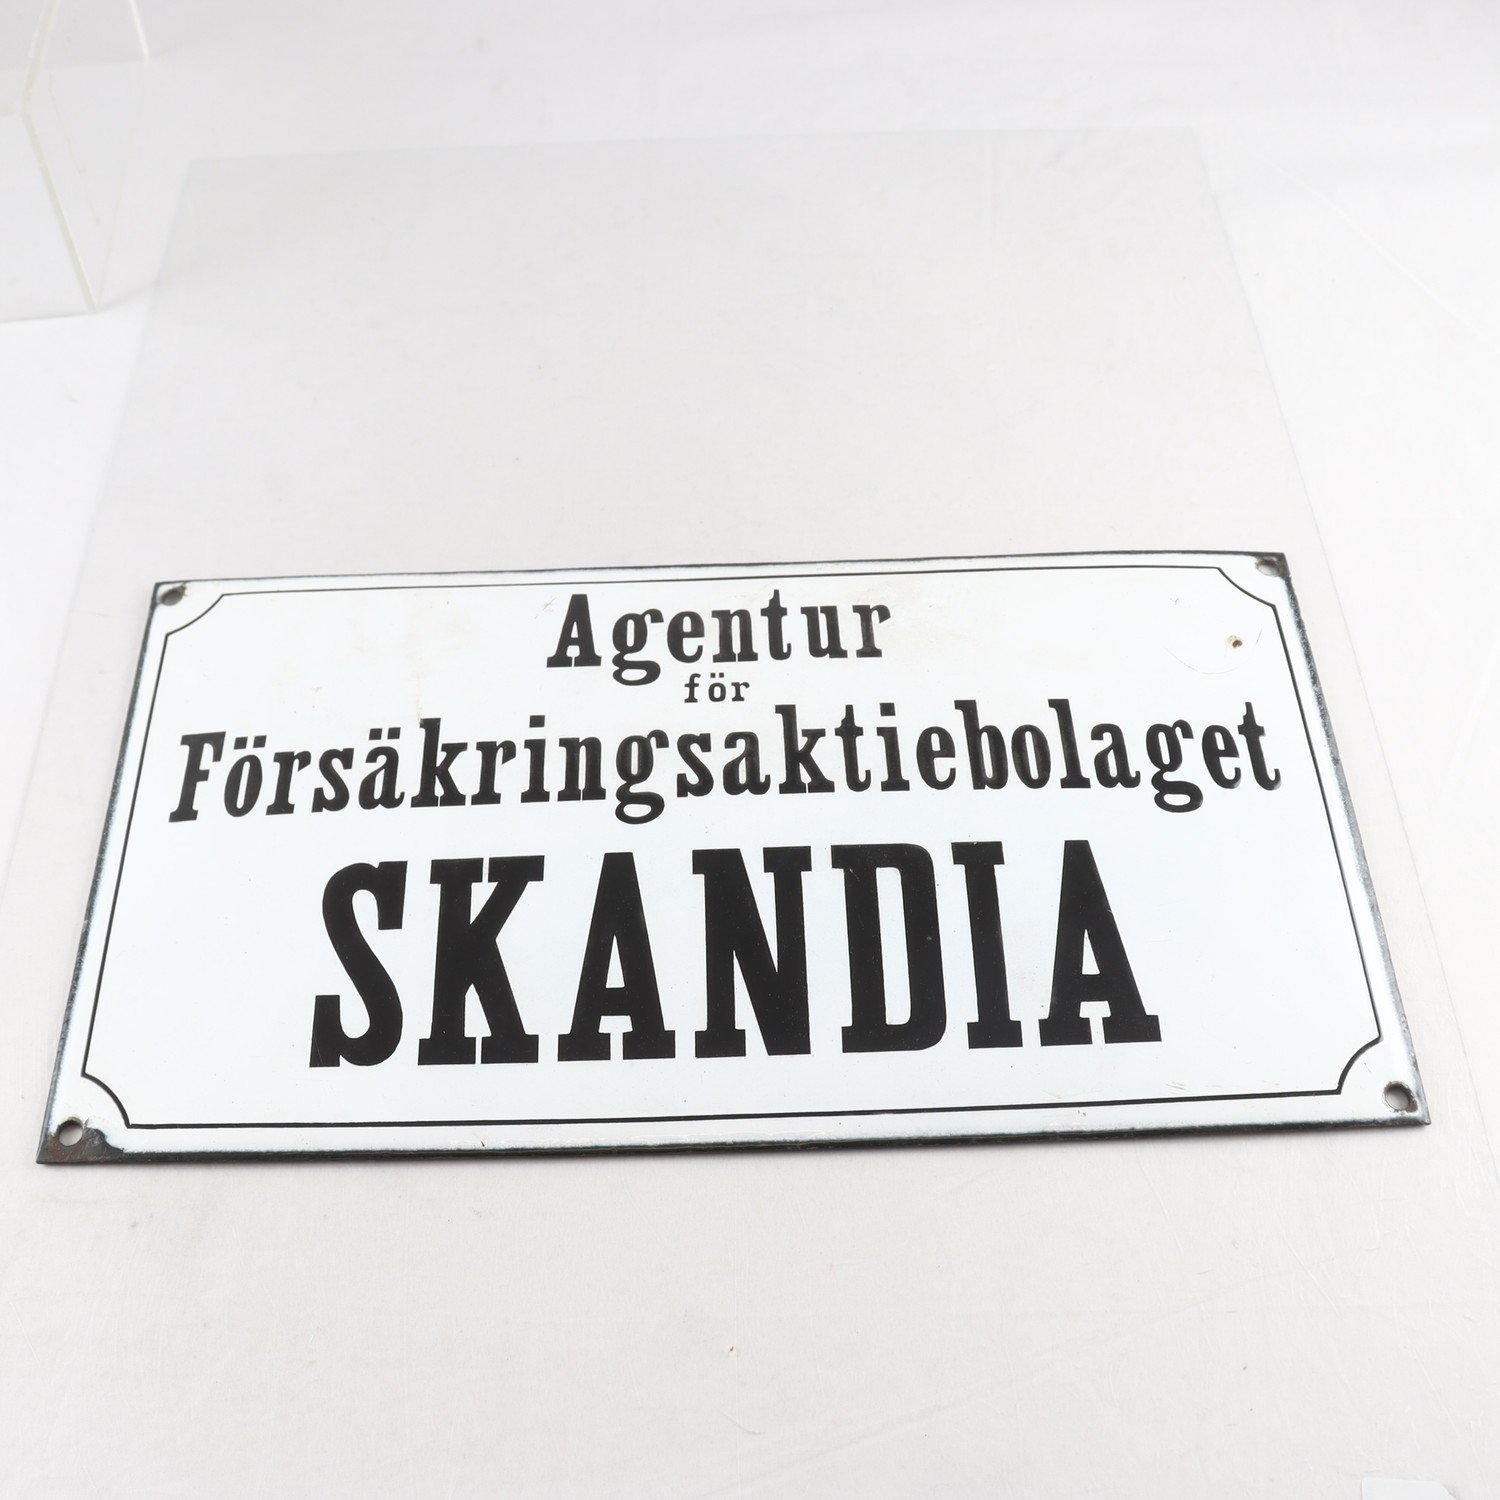 Agentur
för
Försäkringsaktiebolaget
SKANDIA